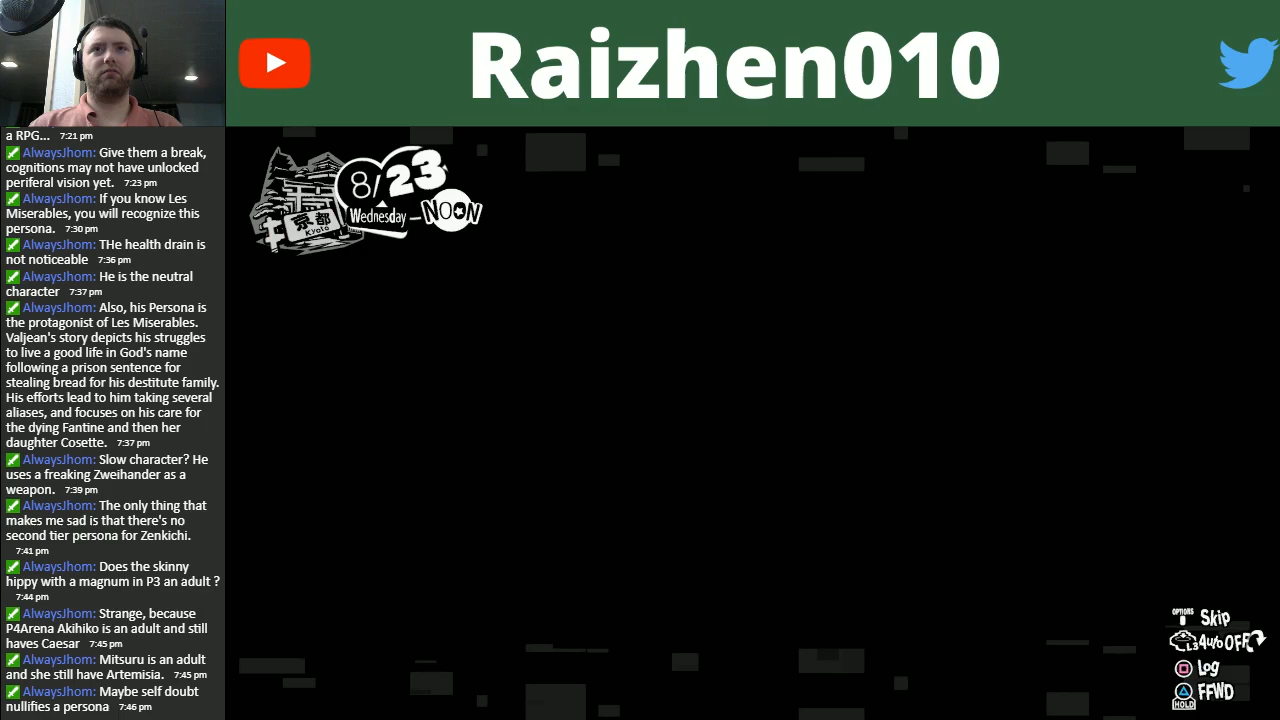 Raizhen010
a RPG... 7:21 pm
AlwaysJhom: Give them a break,
cognitions may not have unlocked
periferal vision yet. 7:23 pm
AlwaysJhom: If you know Les
Miserables, you will recognize this
persona. 7:30 pm
AlwaysJhom: THe health drain is
not noticeable 7:36 pm
AlwaysJhom: He is the neutral
character 7:37 pm
AlwaysJhom: Also, his Persona is
the protagonist of Les Miserables.
Valjean's story depicts his struggles
to live a good life in God's name
following a prison sentence for
stealing bread for his destitute family.
His efforts lead to him taking several
aliases, and focuses on his care for
the dying Fantine and then her
daughter Cosette. 7:37 pm
AlwaysJhom: Slow character? He
uses a freaking Zweihander as a
weapon. 7:39 pm
AlwaysJhom: The only thing that
makes me sad is that there's no
second tier persona for Zenkichi.
7:41 pm
AlwaysJhom: Does the skinny
hippy with a magnum in P3 an adult ?
7:44 pm
AlwaysJhom: Strange, because
P4Arena Akihiko is an adult and still
haves Caesar 7:45 pm
AlwaysJhom: Mitsuru is an adult
and she still have Artemisia. 7:45 pm
AlwaysJhom: Maybe self doubt
nullifies a persona 7:46 pm
8/23
Wednesday NOON
京都
Kyoto
OPTIONS Skip
L3 Auto OFF
Log
FFWD
HOLD